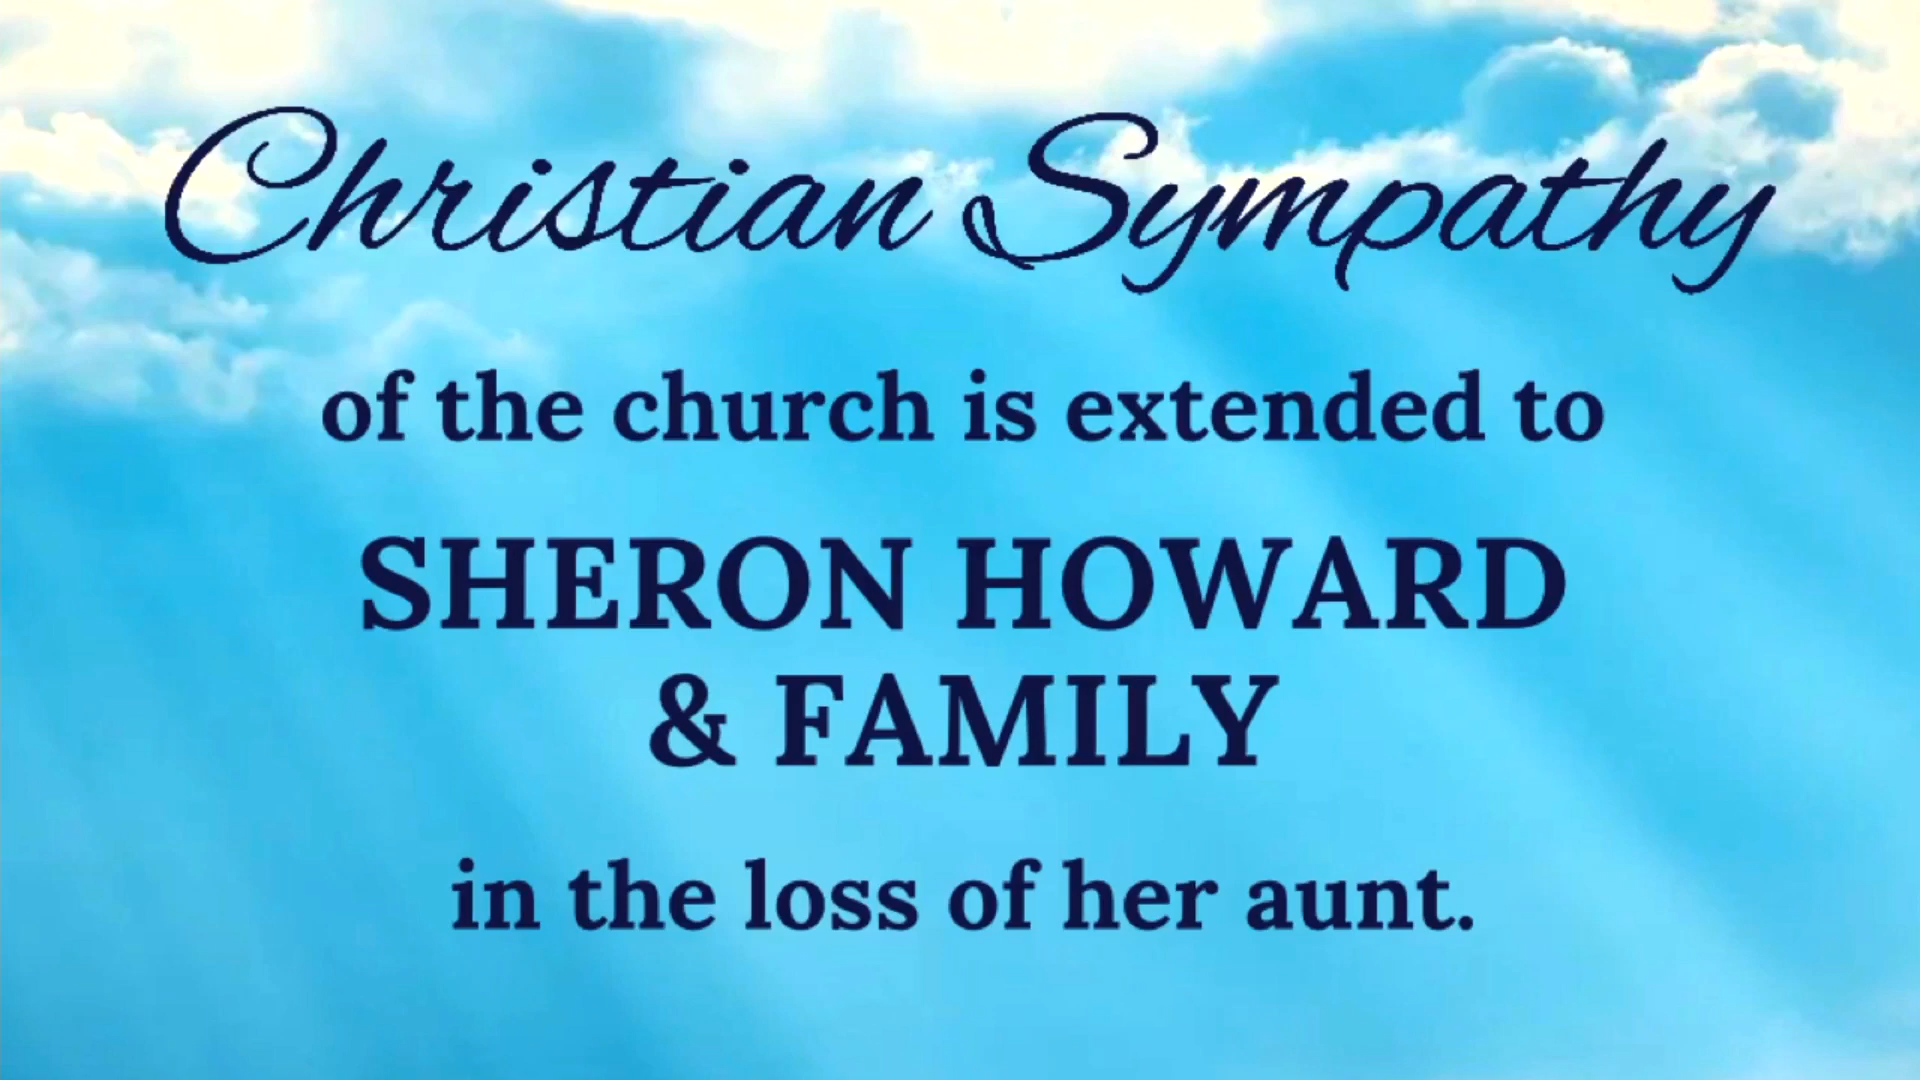 Christian Sympathy
of the church is extended to
SHERON HOWARD
& FAMILY
in the loss of her aunt.